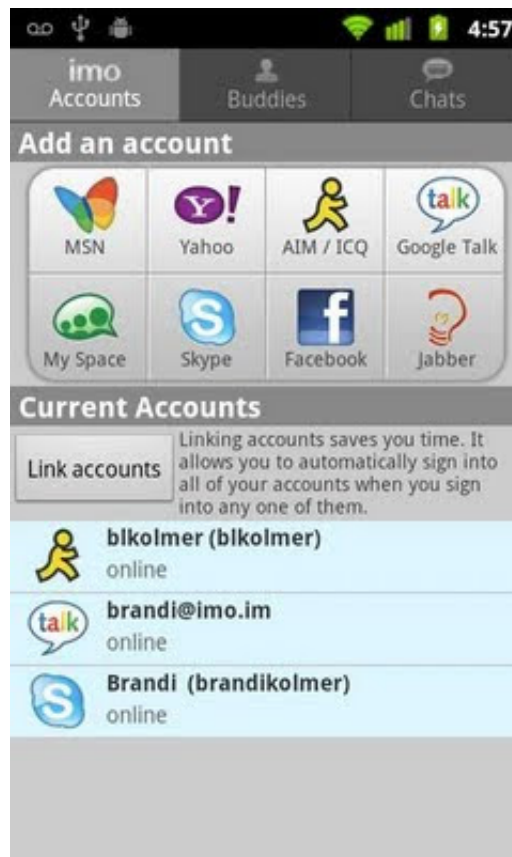 4:57
imo
Accounts
Buddies
Chats
Add an account
Y!
talk
MSN
Yahoo
AIM / ICQ
Google Talk
S
f
My Space
Skype
Facebook
Jabber
Current Accounts
Link accounts
Linking accounts saves you time. It
allows you to automatically sign into
all of your accounts when you sign
into any one of them.
blkolmer (blkolmer)
online
talk
brandi@imo.im
online
S
Brandi (brandikolmer)
online